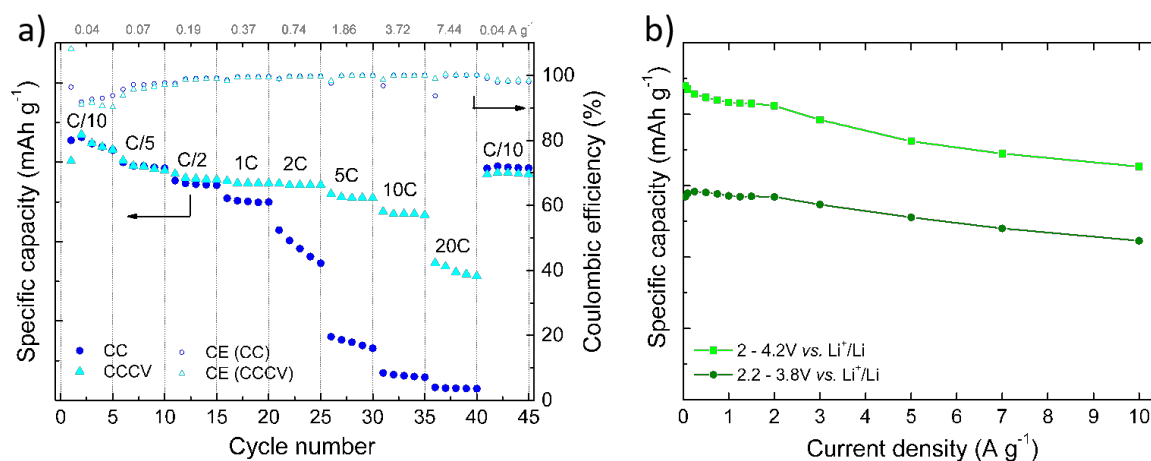 a)
0.04 0.07 0.19 0.37 0.74 1.86 3.72 7.44 0.04 A g⁻¹
Specific capacity (mAh g⁻¹)
C/10
C/5
C/2
1C
2C
5C
10C
20C
C/10
CC
CCCV
CE (CC)
CE (CCCV)
100
80
60
40
20
0
Coulombic efficiency (%)
0 5 10 15 20 25 30 35 40 45
Cycle number
b)
Specific capacity (mAh g⁻¹)
2 - 4.2V vs. Li⁺/Li
2.2 - 3.8V vs. Li⁺/Li
0 1 2 3 4 5 6 7 8 9 10
Current density (A g⁻¹)